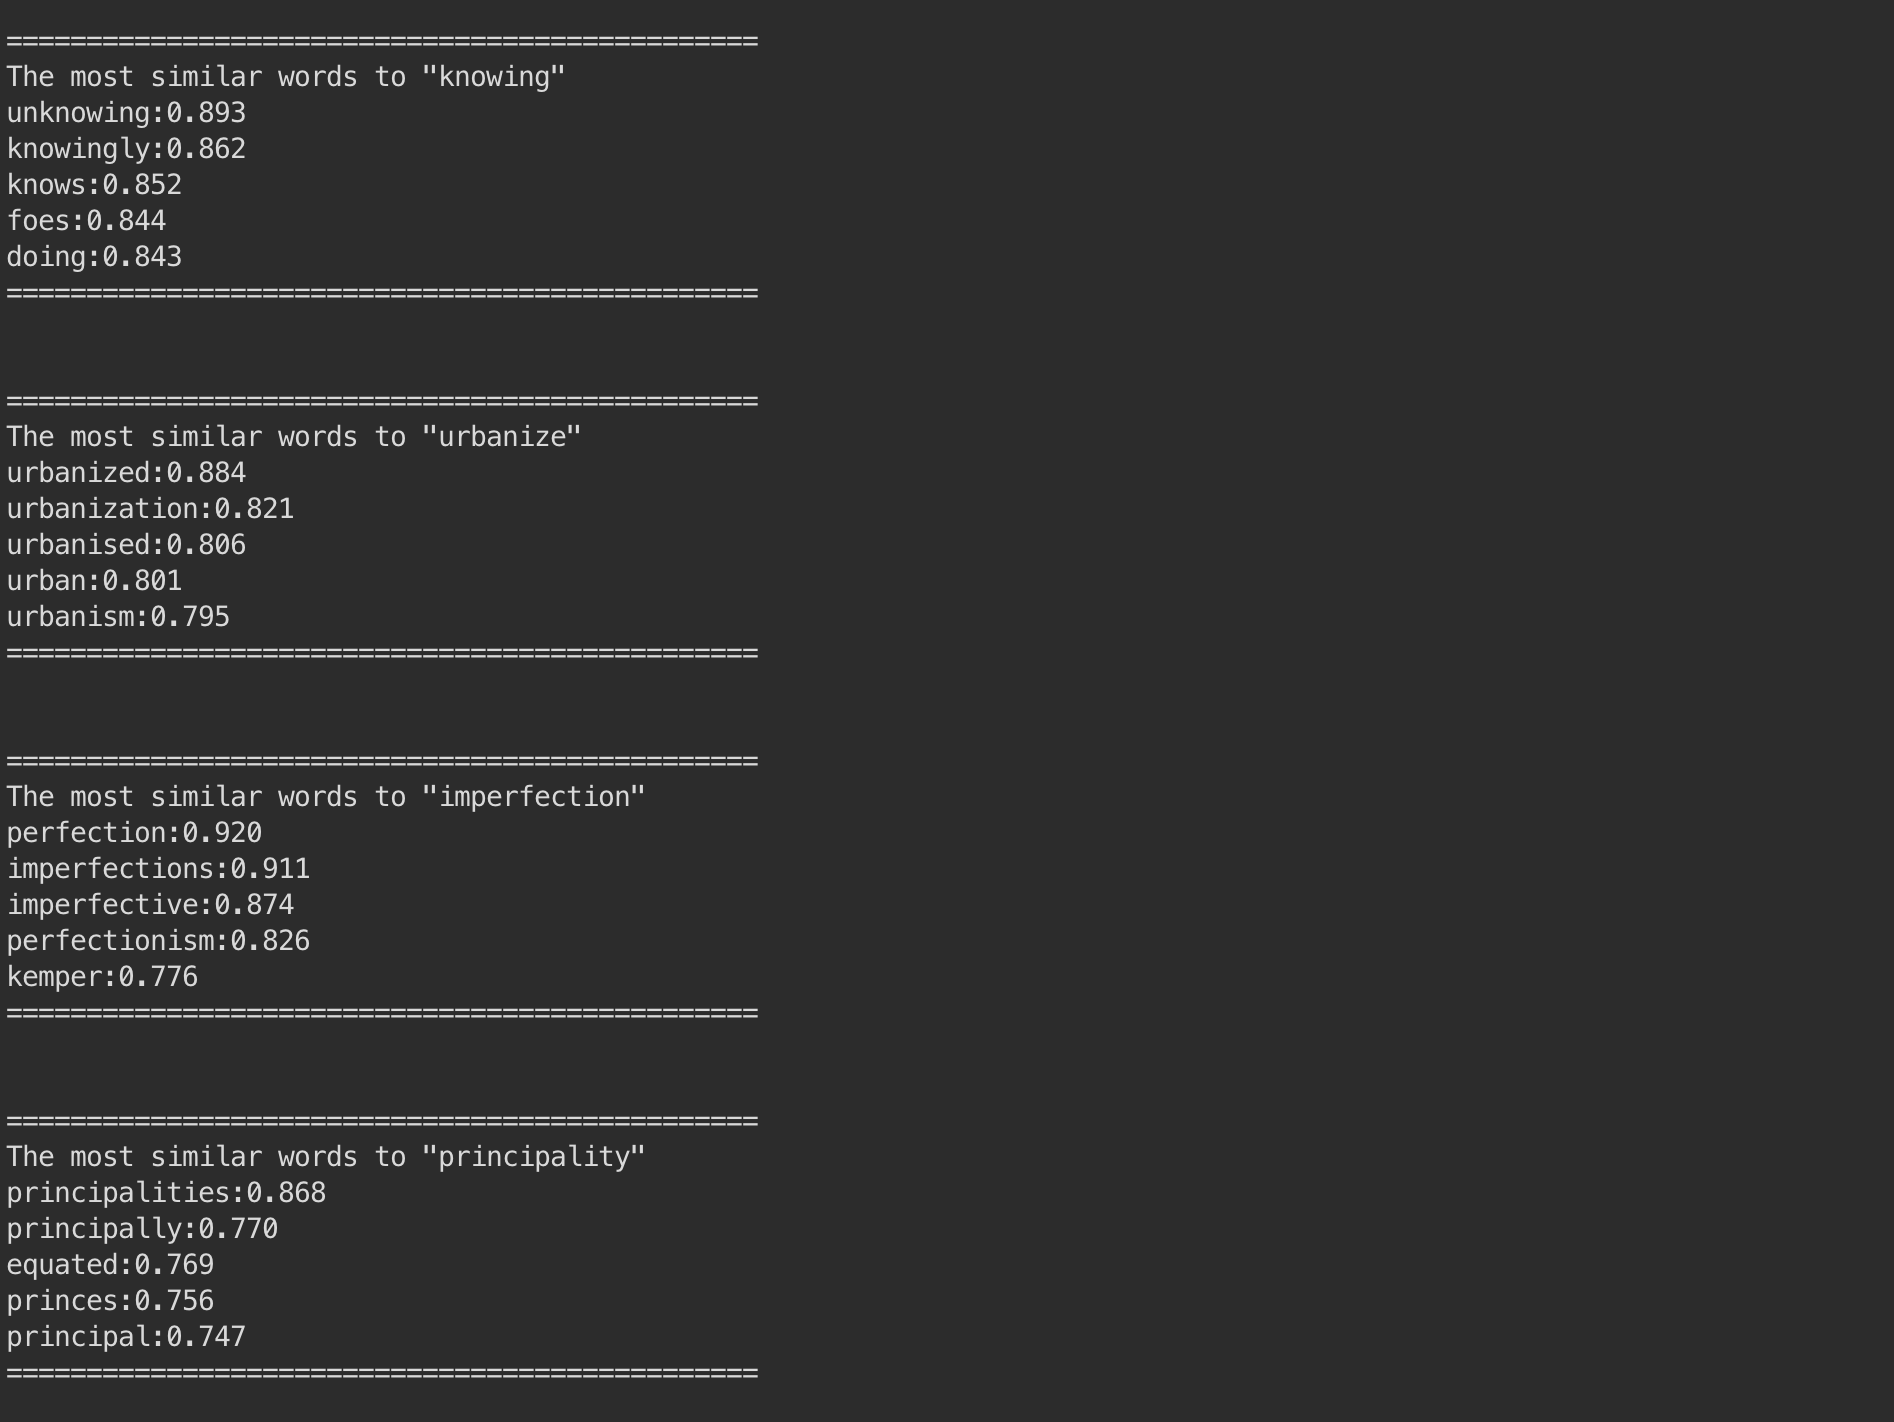 ===============================================
The most similar words to "knowing"
unknowing:0.893
knowingly:0.862
knows:0.852
foes:0.844
doing:0.843
===============================================
===============================================
The most similar words to "urbanize"
urbanized:0.884
urbanization:0.821
urbanised:0.806
urban:0.801
urbanism:0.795
===============================================
===============================================
The most similar words to "imperfection"
perfection:0.920
imperfections:0.911
imperfective:0.874
perfectionism:0.826
kemper:0.776
===============================================
===============================================
The most similar words to "principality"
principalities:0.868
principally:0.770
equated:0.769
princes:0.756
principal:0.747
===============================================